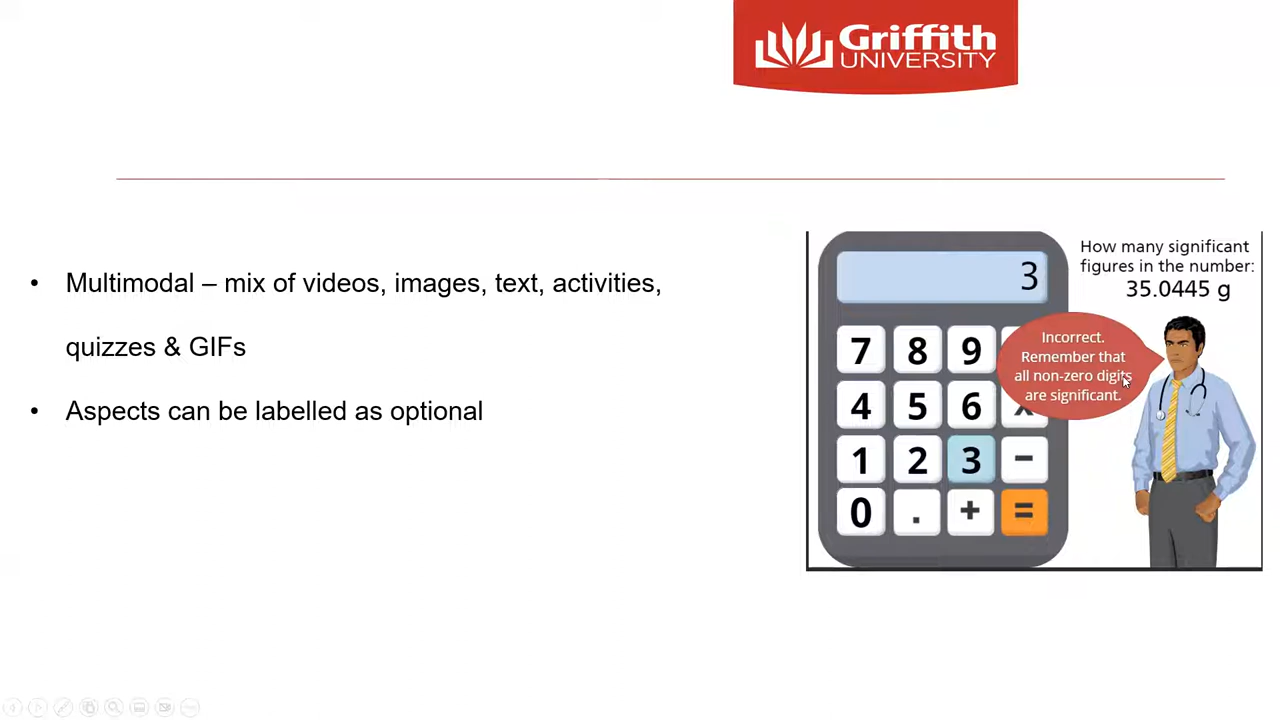 Griffith
UNIVERSITY
• Multimodal – mix of videos, images, text, activities,
quizzes & GIFs
• Aspects can be labelled as optional
How many significant
figures in the number:
35.0445 g
3
Incorrect.
Remember that
all non-zero digits
are significant.
7 8 9
4 5 6 x
1 2 3 −
0 . + =